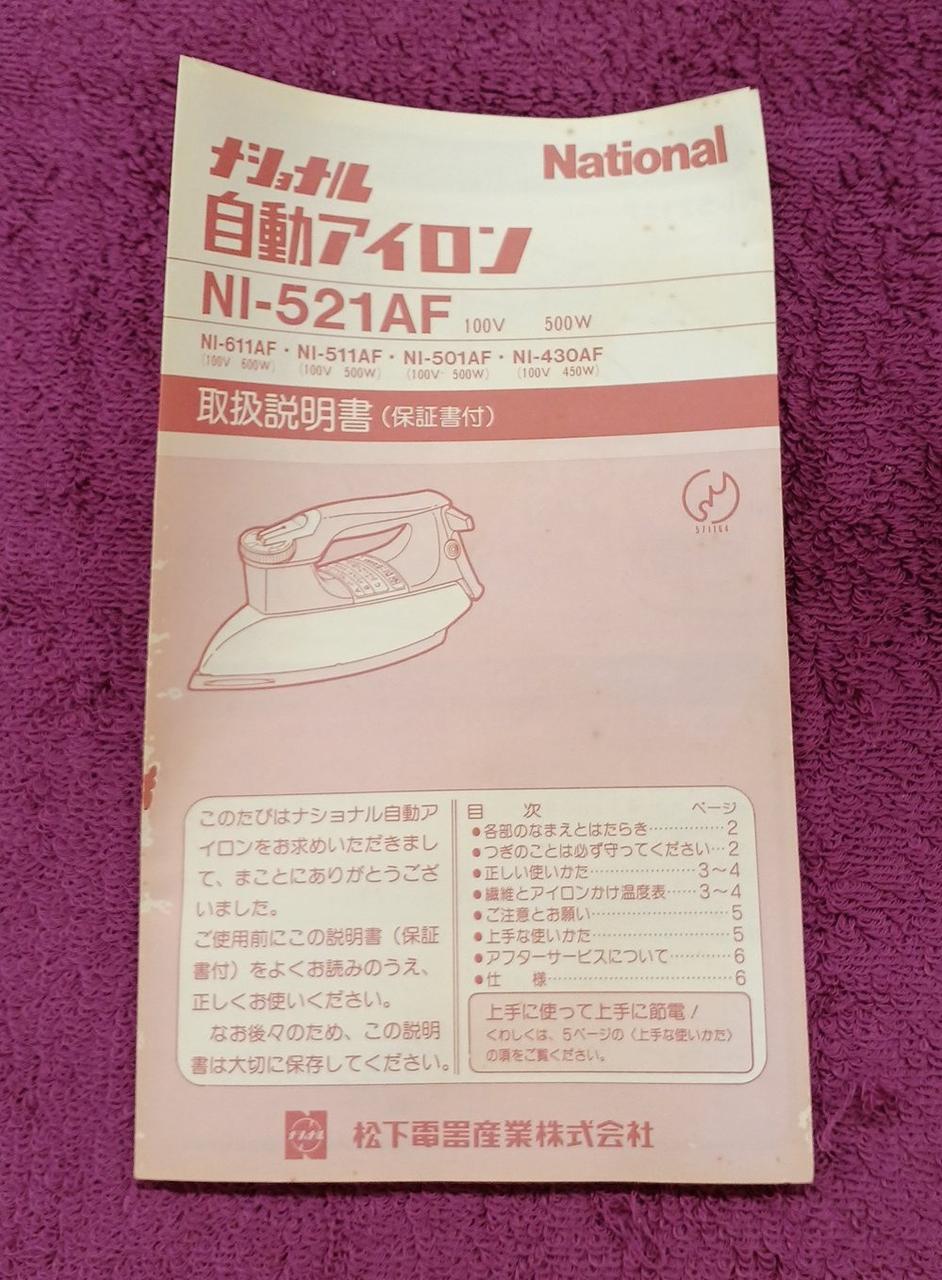 ナショナル
National
自動アイロン
NI-521AF 100V 500W
NI-611AF・NI-511AF・NI-501AF・NI-430AF
(100V 600W) (100V 500W) (100V 500W) (100V 450W)
取扱説明書(保証書付)
571164
このたびはナショナル自動ア
イロンをお求めいただきまし
て、まことにありがとうござ
いました。
ご使用前にこの説明書(保証
書付)をよくお読みのうえ、
正しくお使いください。
なお後々のため、この説明
書は大切に保存してください。
目 次 ページ
●各部のなまえとはたらき……………2
●つぎのことは必ず守ってください…2
●正しい使いかた…………………3〜4
●繊維とアイロンかけ温度表……3〜4
●ご注意とお願い………………………5
●上手な使いかた………………………5
●アフターサービスについて…………6
●仕 様…………………………………6
上手に使って上手に節電!
くわしくは、5ページの〈上手な使いかた〉
の項をご覧ください。
ナショナル 松下電器産業株式会社